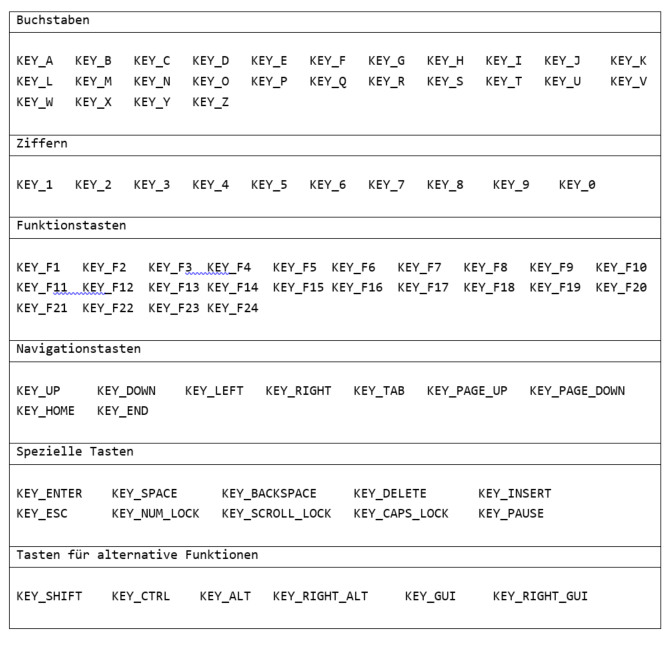 Buchstaben
KEY_A KEY_B KEY_C KEY_D KEY_E KEY_F KEY_G KEY_H KEY_I KEY_J KEY_K
KEY_L KEY_M KEY_N KEY_O KEY_P KEY_Q KEY_R KEY_S KEY_T KEY_U KEY_V
KEY_W KEY_X KEY_Y KEY_Z
Ziffern
KEY_1 KEY_2 KEY_3 KEY_4 KEY_5 KEY_6 KEY_7 KEY_8 KEY_9 KEY_0
Funktionstasten
KEY_F1 KEY_F2 KEY_F3 KEY_F4 KEY_F5 KEY_F6 KEY_F7 KEY_F8 KEY_F9 KEY_F10
KEY_F11 KEY_F12 KEY_F13 KEY_F14 KEY_F15 KEY_F16 KEY_F17 KEY_F18 KEY_F19 KEY_F20
KEY_F21 KEY_F22 KEY_F23 KEY_F24
Navigationstasten
KEY_UP KEY_DOWN KEY_LEFT KEY_RIGHT KEY_TAB KEY_PAGE_UP KEY_PAGE_DOWN
KEY_HOME KEY_END
Spezielle Tasten
KEY_ENTER KEY_SPACE KEY_BACKSPACE KEY_DELETE KEY_INSERT
KEY_ESC KEY_NUM_LOCK KEY_SCROLL_LOCK KEY_CAPS_LOCK KEY_PAUSE
Tasten für alternative Funktionen
KEY_SHIFT KEY_CTRL KEY_ALT KEY_RIGHT_ALT KEY_GUI KEY_RIGHT_GUI